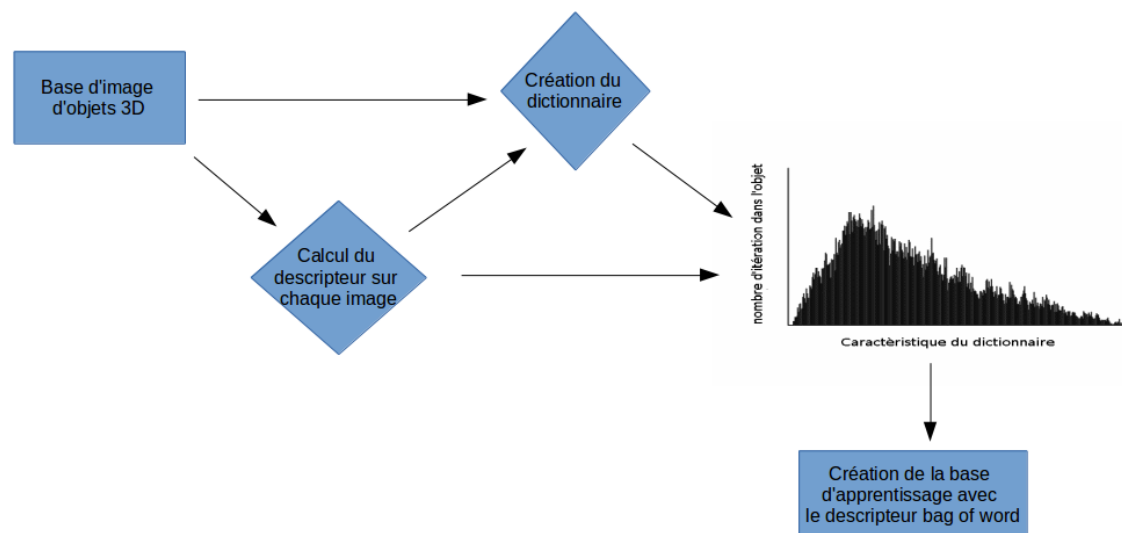 Base d'image
d'objets 3D
Création du
dictionnaire
Calcul du
descripteur sur
chaque image
nombre d'itération dans l'objet
Caractèristique du dictionnaire
Création de la base
d'apprentissage avec
le descripteur bag of word